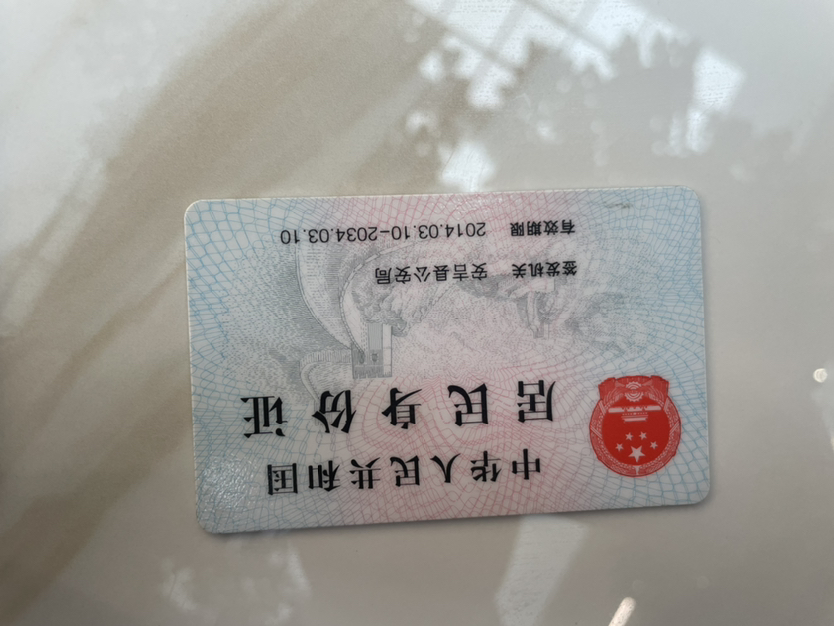 中华人民共和国
居民身份证
签发机关 安吉县公安局
有效期限 2014.03.10-2034.03.10